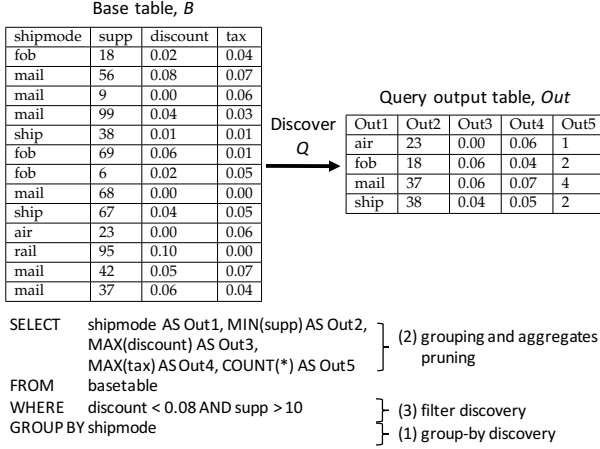 Base table, B
shipmode supp discount tax
fob 18 0.02 0.04
mail 56 0.08 0.07
mail 9 0.00 0.06
mail 99 0.04 0.03
ship 38 0.01 0.01
fob 69 0.06 0.01
fob 6 0.02 0.05
mail 68 0.00 0.00
ship 67 0.04 0.05
air 23 0.00 0.06
rail 95 0.10 0.00
mail 42 0.05 0.07
mail 37 0.06 0.04
Discover
Q
Query output table, Out
Out1 Out2 Out3 Out4 Out5
air 23 0.00 0.06 1
fob 18 0.06 0.04 2
mail 37 0.06 0.07 4
ship 38 0.04 0.05 2
SELECT shipmode AS Out1, MIN(supp) AS Out2,
MAX(discount) AS Out3,
MAX(tax) AS Out4, COUNT(*) AS Out5
(2) grouping and aggregates
pruning
FROM basetable
WHERE discount < 0.08 AND supp > 10
(3) filter discovery
GROUP BY shipmode
(1) group-by discovery